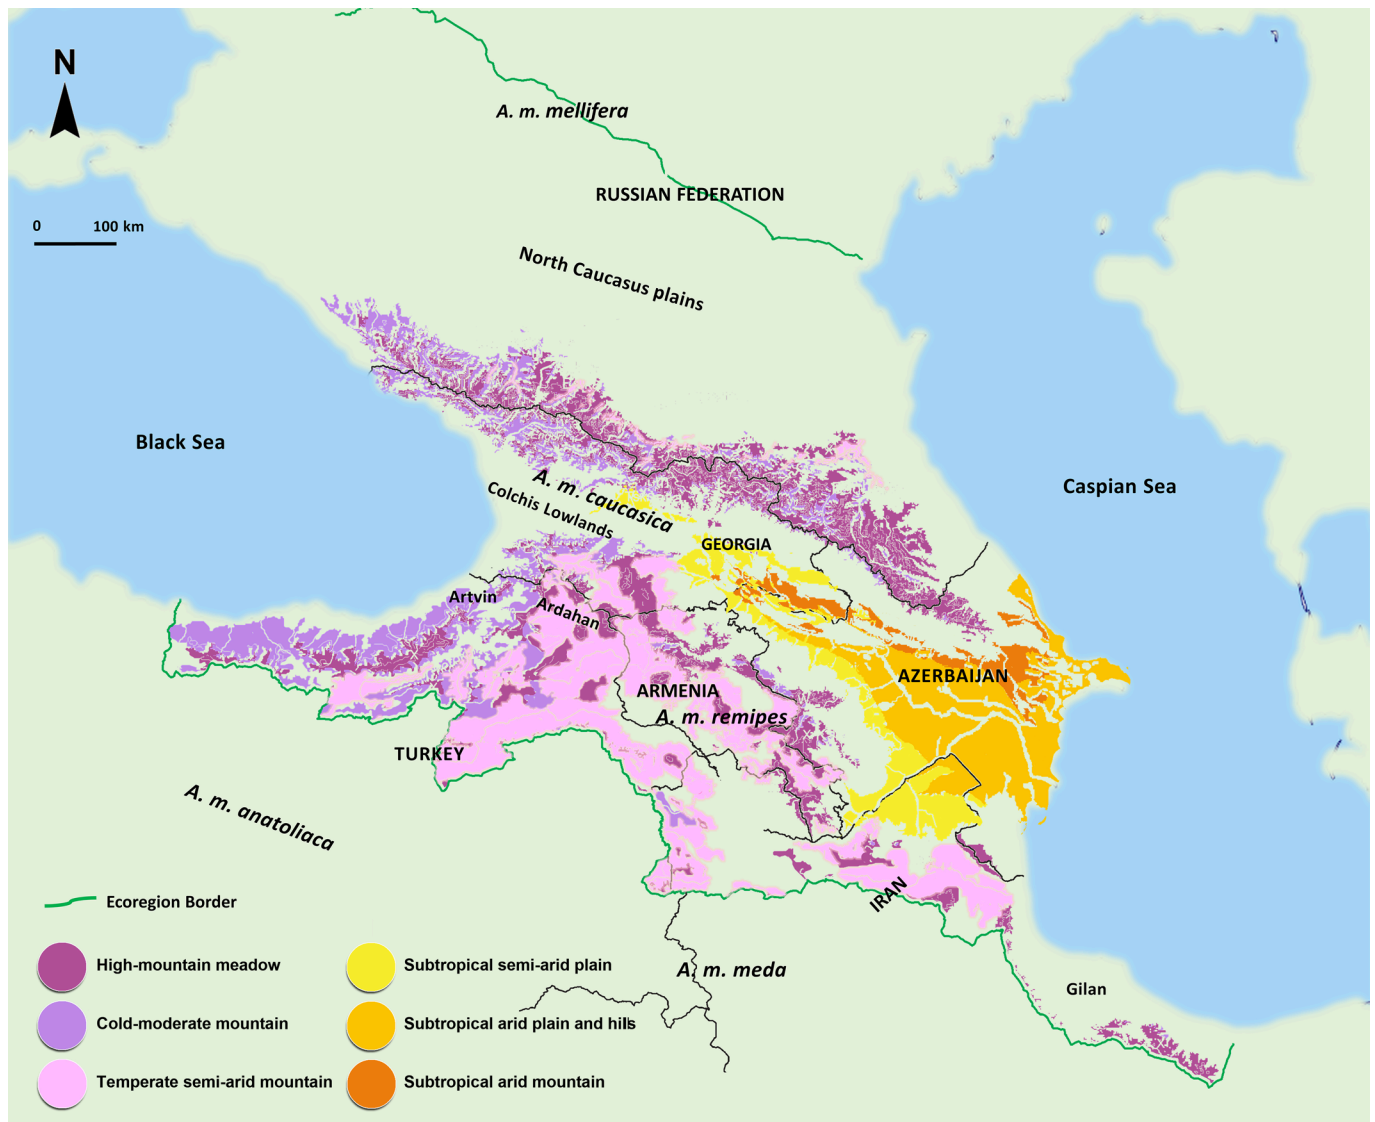 N
A. m. mellifera
RUSSIAN FEDERATION
0 100 km
North Caucasus plains
Black Sea
Caspian Sea
A. m. caucasica
Colchis Lowlands
GEORGIA
Artvin
Ardahan
AZERBAIJAN
ARMENIA
A. m. remipes
TURKEY
A. m. anatoliaca
IRAN
Ecoregion Border
A. m. meda
Gilan
High-mountain meadow
Cold-moderate mountain
Temperate semi-arid mountain
Subtropical semi-arid plain
Subtropical arid plain and hills
Subtropical arid mountain